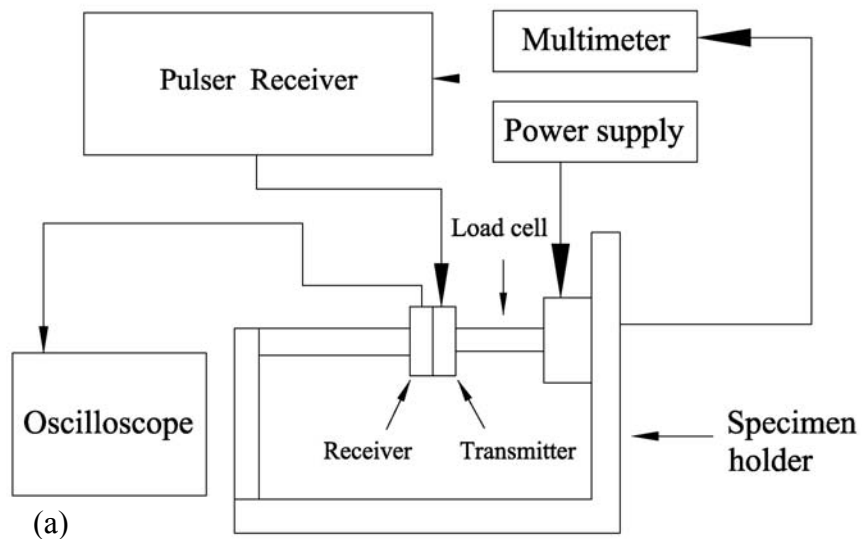 Pulser Receiver
Multimeter
Power supply
Load cell
Oscilloscope
Receiver
Transmitter
Specimen
holder
(a)